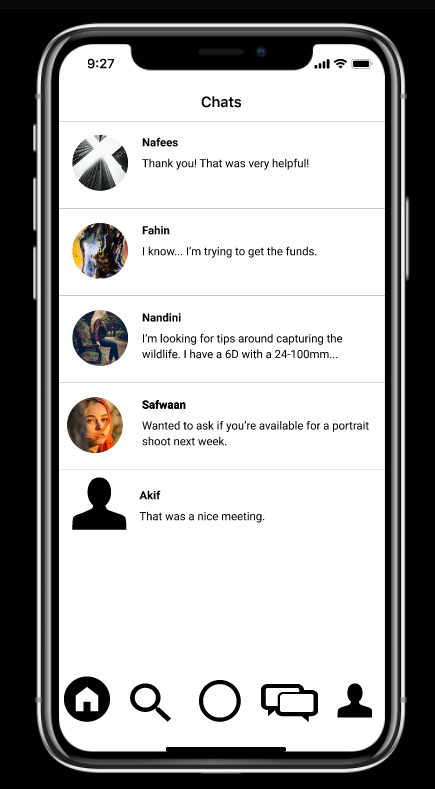 9:27
Chats
Nafees
Thank you! That was very helpful!
Fahin
I know... I'm trying to get the funds.
Nandini
I'm looking for tips around capturing the
wildlife. I have a 6D with a 24-100mm...
Safwaan
Wanted to ask if you're available for a portrait
shoot next week.
Akif
That was a nice meeting.